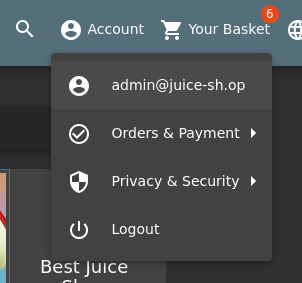 Account
Your Basket
6
admin@juice-sh.op
Orders & Payment
Privacy & Security
Logout
Best Juice